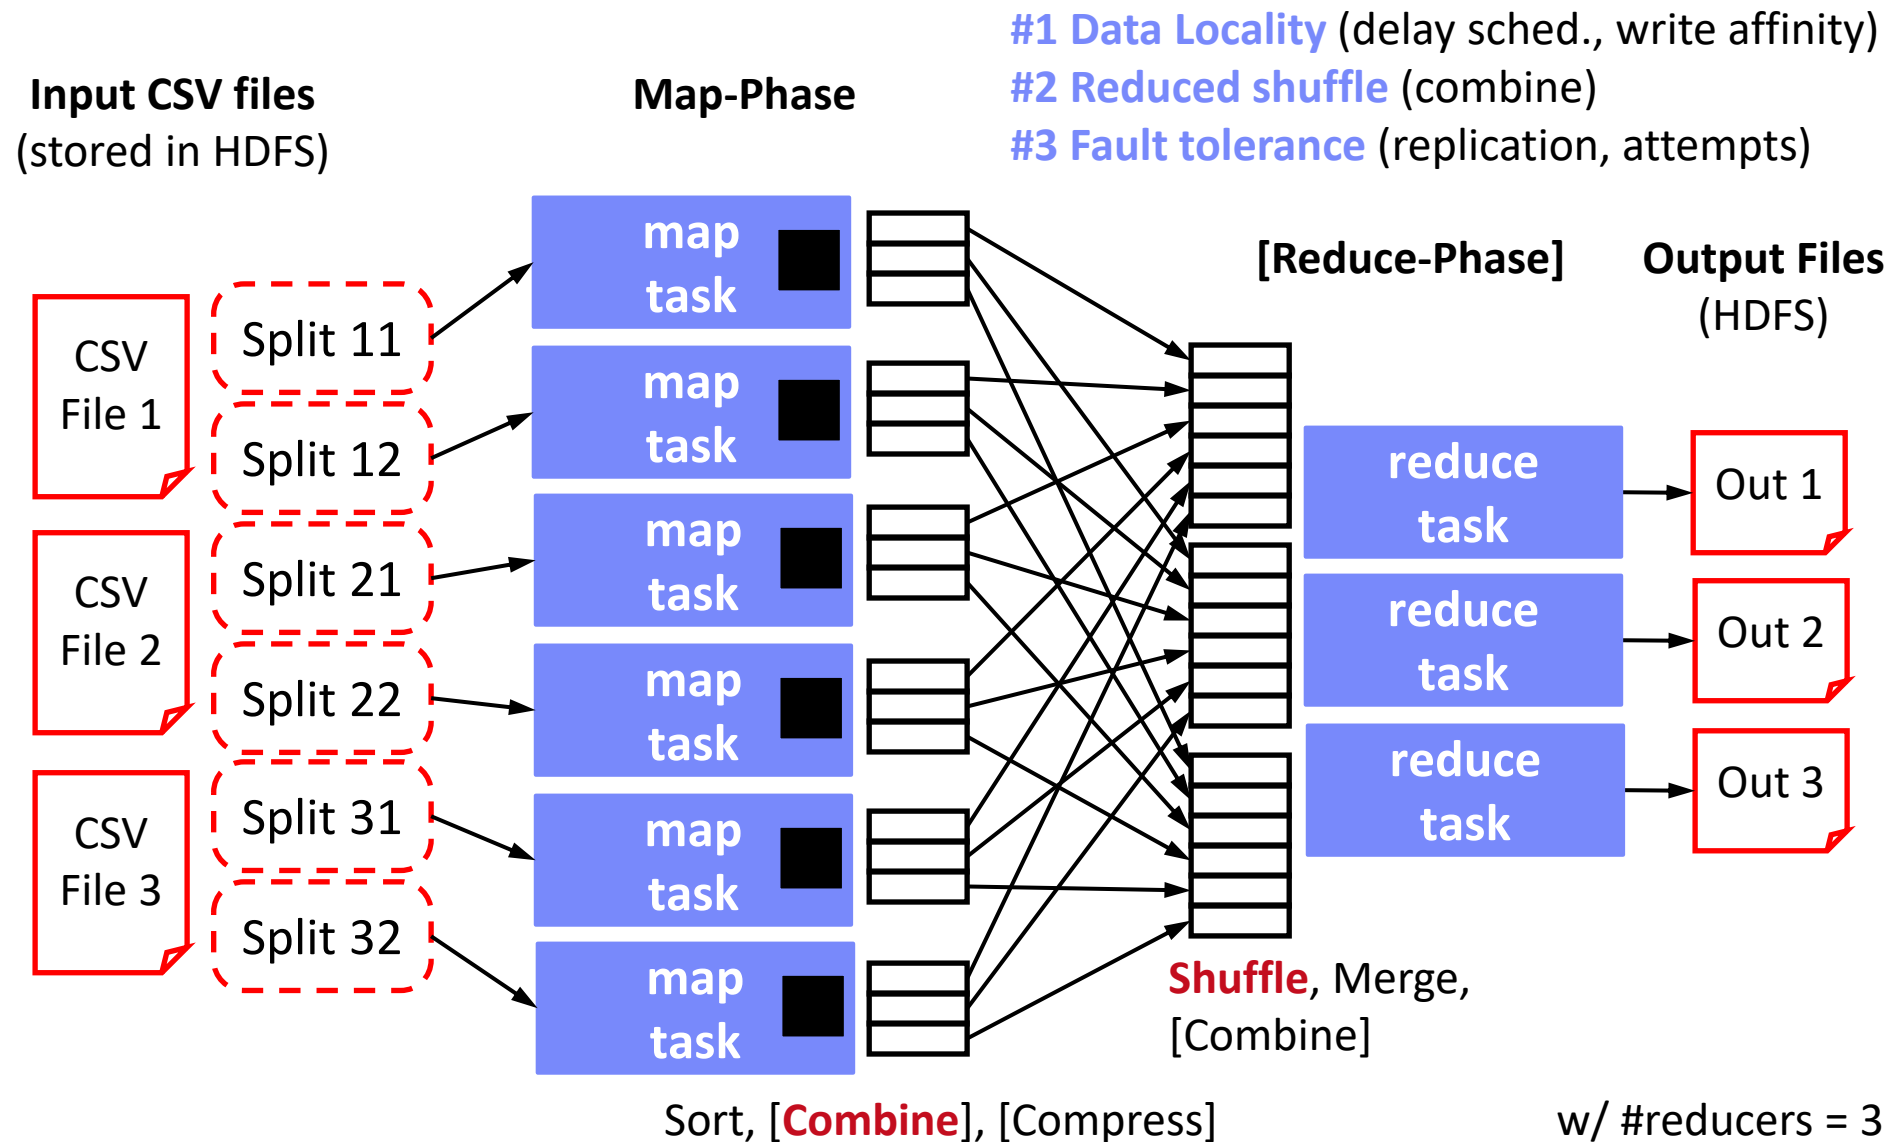 #1 Data Locality (delay sched., write affinity)
#2 Reduced shuffle (combine)
#3 Fault tolerance (replication, attempts)
Input CSV files
(stored in HDFS)
Map-Phase
[Reduce-Phase]
Output Files
(HDFS)
CSV
File 1
CSV
File 2
CSV
File 3
Split 11
Split 12
Split 21
Split 22
Split 31
Split 32
map
task
map
task
map
task
map
task
map
task
map
task
reduce
task
reduce
task
reduce
task
Out 1
Out 2
Out 3
Shuffle, Merge,
[Combine]
Sort, [Combine], [Compress]
w/ #reducers = 3